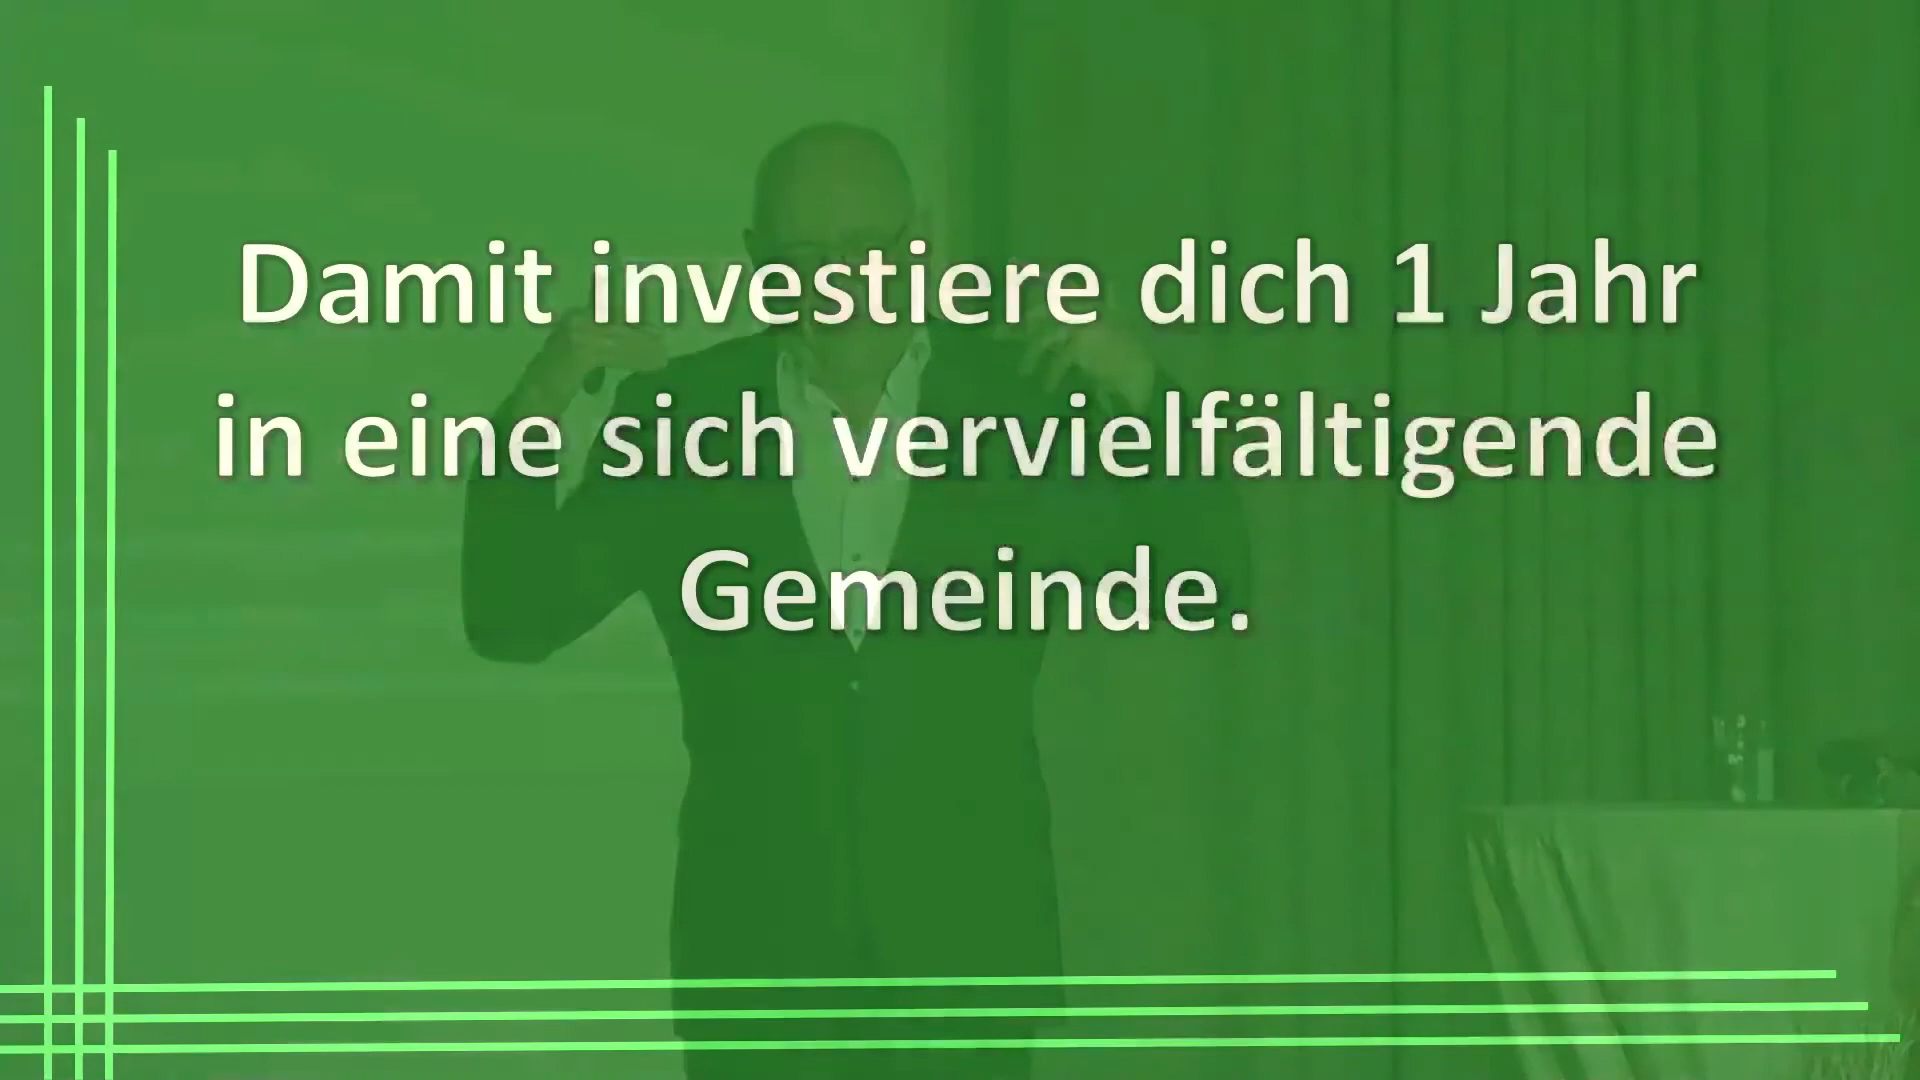 Damit investiere dich 1 Jahr
in eine sich vervielfältigende
Gemeinde.